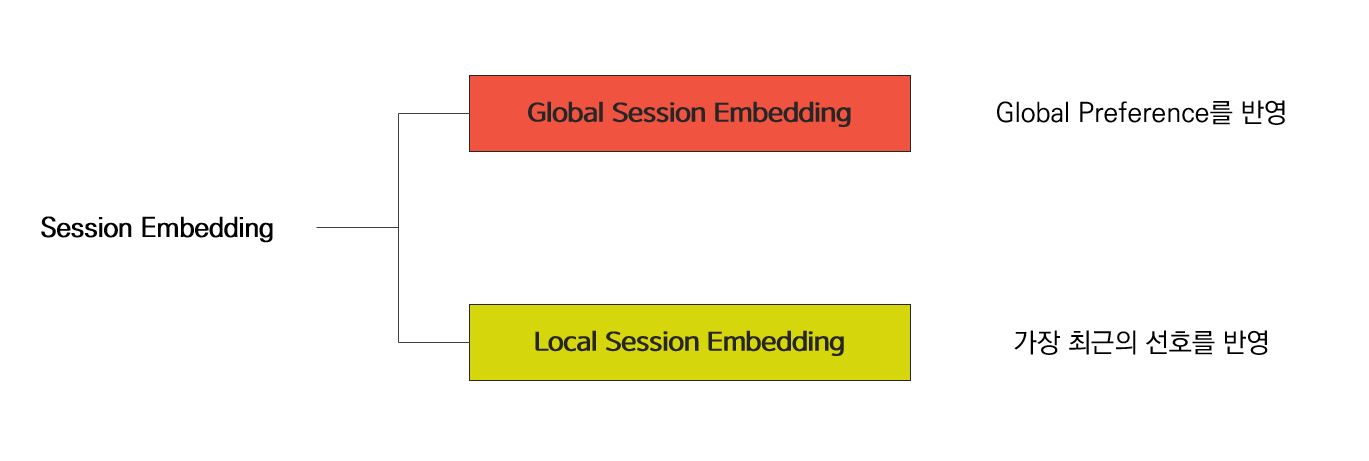 Global Session Embedding
Global Preference를 반영
Session Embedding
Local Session Embedding
가장 최근의 선호를 반영